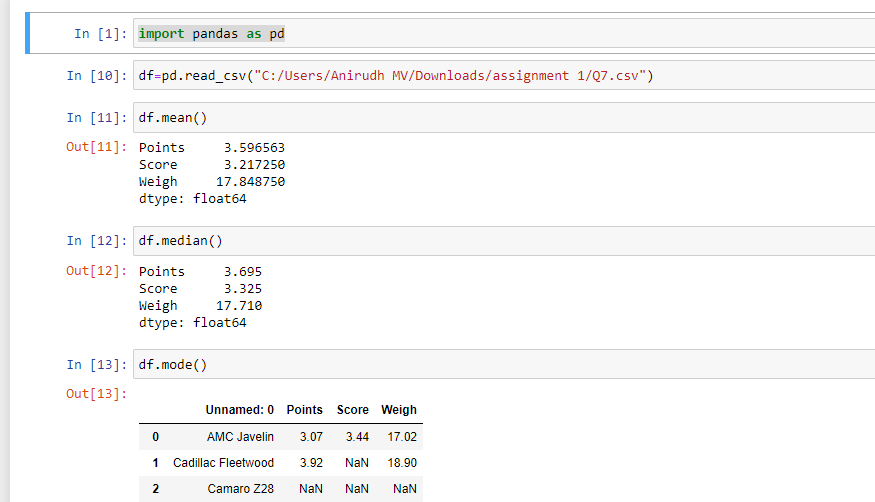 In [1]: import pandas as pd
In [10]: df=pd.read_csv("C:/Users/Anirudh MV/Downloads/assignment 1/Q7.csv")
In [11]: df.mean()
Out[11]: Points 3.596563
Score 3.217250
Weigh 17.848750
dtype: float64
In [12]: df.median()
Out[12]: Points 3.695
Score 3.325
Weigh 17.710
dtype: float64
In [13]: df.mode()
Out[13]:
Unnamed: 0 Points Score Weigh
0 AMC Javelin 3.07 3.44 17.02
1 Cadillac Fleetwood 3.92 NaN 18.90
2 Camaro Z28 NaN NaN NaN